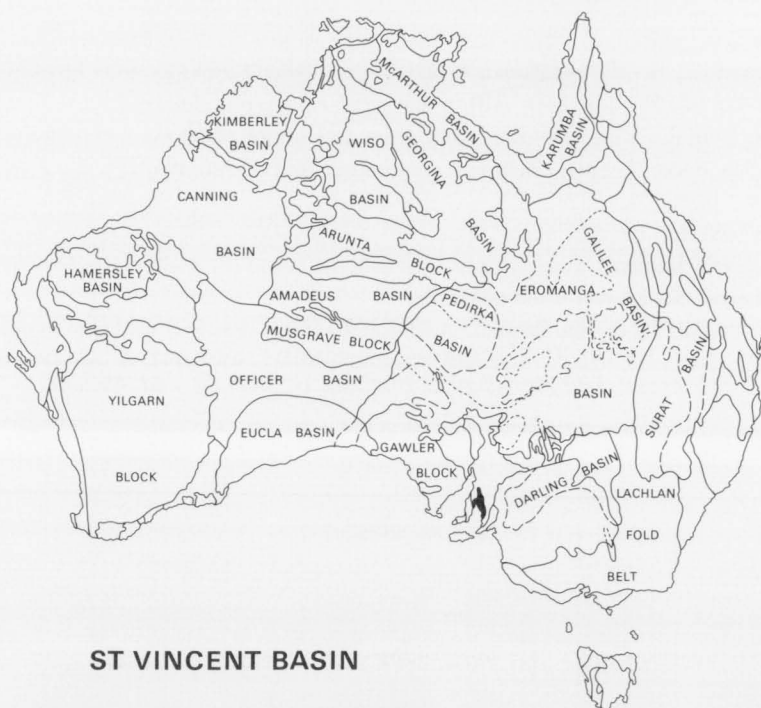 McARTHUR BASIN
KIMBERLEY
BASIN
WISO
BASIN
GEORGINA
BASIN
KARUMBA
BASIN
CANNING
BASIN
ARUNTA
BLOCK
GALILEE
BASIN
HAMERSLEY
BASIN
EROMANGA
BASIN
AMADEUS BASIN
PEDIRKA
BASIN
MUSGRAVE BLOCK
OFFICER BASIN
YILGARN
BLOCK
SURAT
BASIN
EUCLA BASIN
GAWLER
BLOCK
DARLING BASIN
LACHLAN
FOLD
BELT
ST VINCENT BASIN